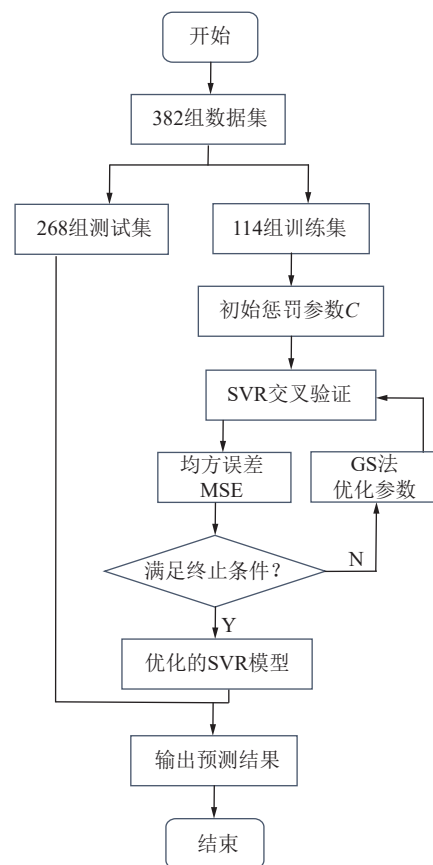 开始
382组数据集
268组测试集
114组训练集
初始惩罚参数C
SVR交叉验证
均方误差
MSE
GS法
优化参数
满足终止条件?
N
Y
优化的SVR模型
输出预测结果
结束